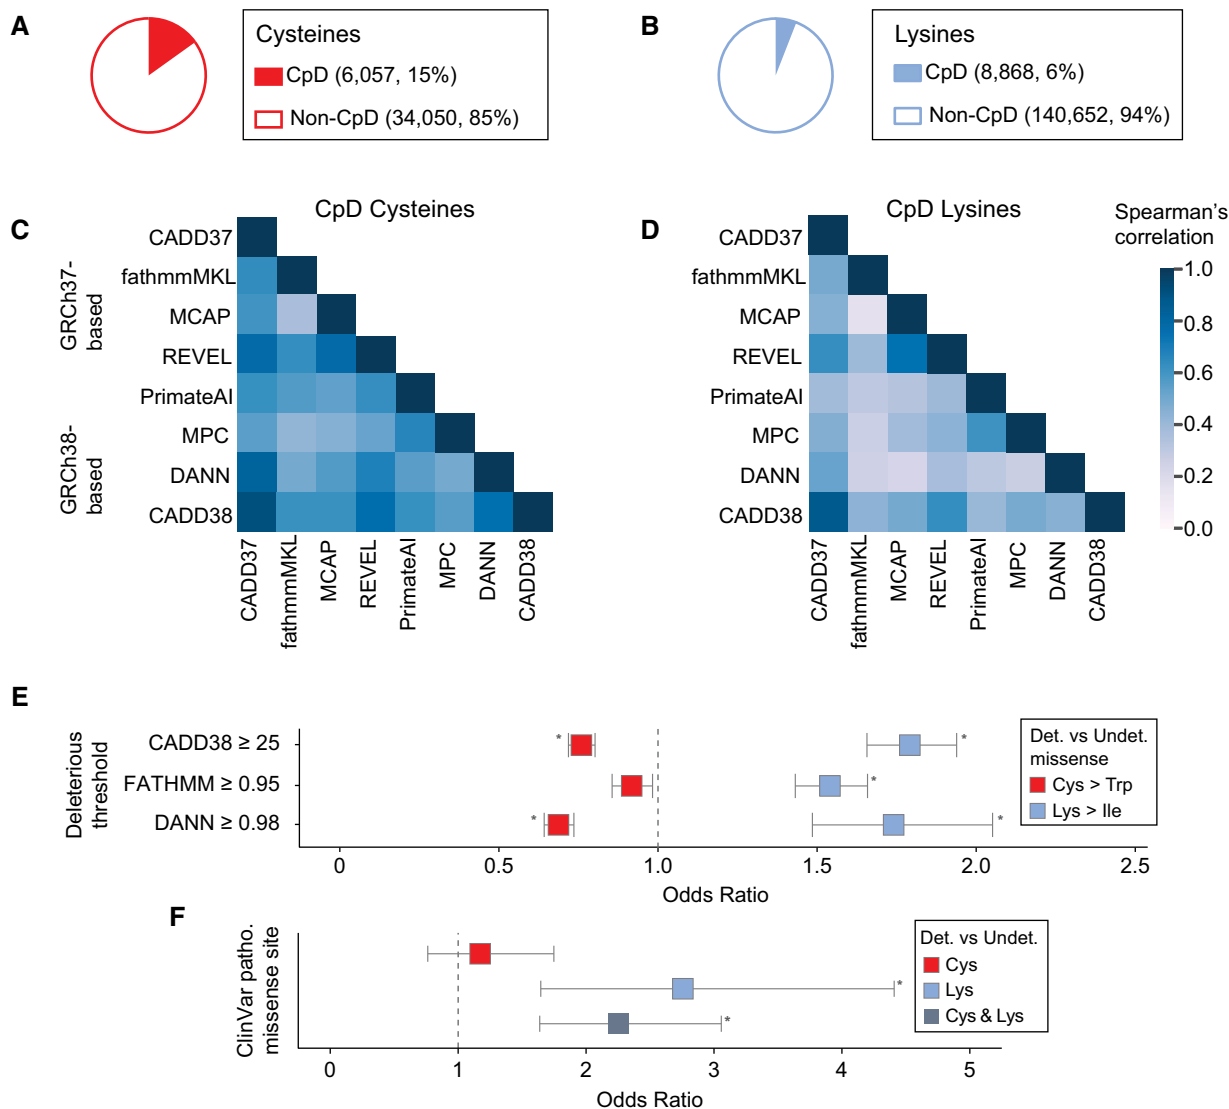 A
Cysteines
CpD (6,057, 15%)
Non-CpD (34,050, 85%)
B
Lysines
CpD (8,868, 6%)
Non-CpD (140,652, 94%)
C
CpD Cysteines
GRCh37-
based
GRCh38-
based
CADD37
fathmmMKL
MCAP
REVEL
PrimateAI
MPC
DANN
CADD38
CADD37
fathmmMKL
MCAP
REVEL
PrimateAI
MPC
DANN
CADD38
D
CpD Lysines
CADD37
fathmmMKL
MCAP
REVEL
PrimateAI
MPC
DANN
CADD38
CADD37
fathmmMKL
MCAP
REVEL
PrimateAI
MPC
DANN
CADD38
Spearman's
correlation
1.0
0.8
0.6
0.4
0.2
0.0
E
Deleterious
threshold
CADD38 ≥ 25
FATHMM ≥ 0.95
DANN ≥ 0.98
* *
*
* *
Det. vs Undet.
missense
Cys > Trp
Lys > Ile
0 0.5 1.0 1.5 2.0 2.5
Odds Ratio
F
ClinVar patho.
missense site
*
*
Det. vs Undet.
Cys
Lys
Cys & Lys
0 1 2 3 4 5
Odds Ratio